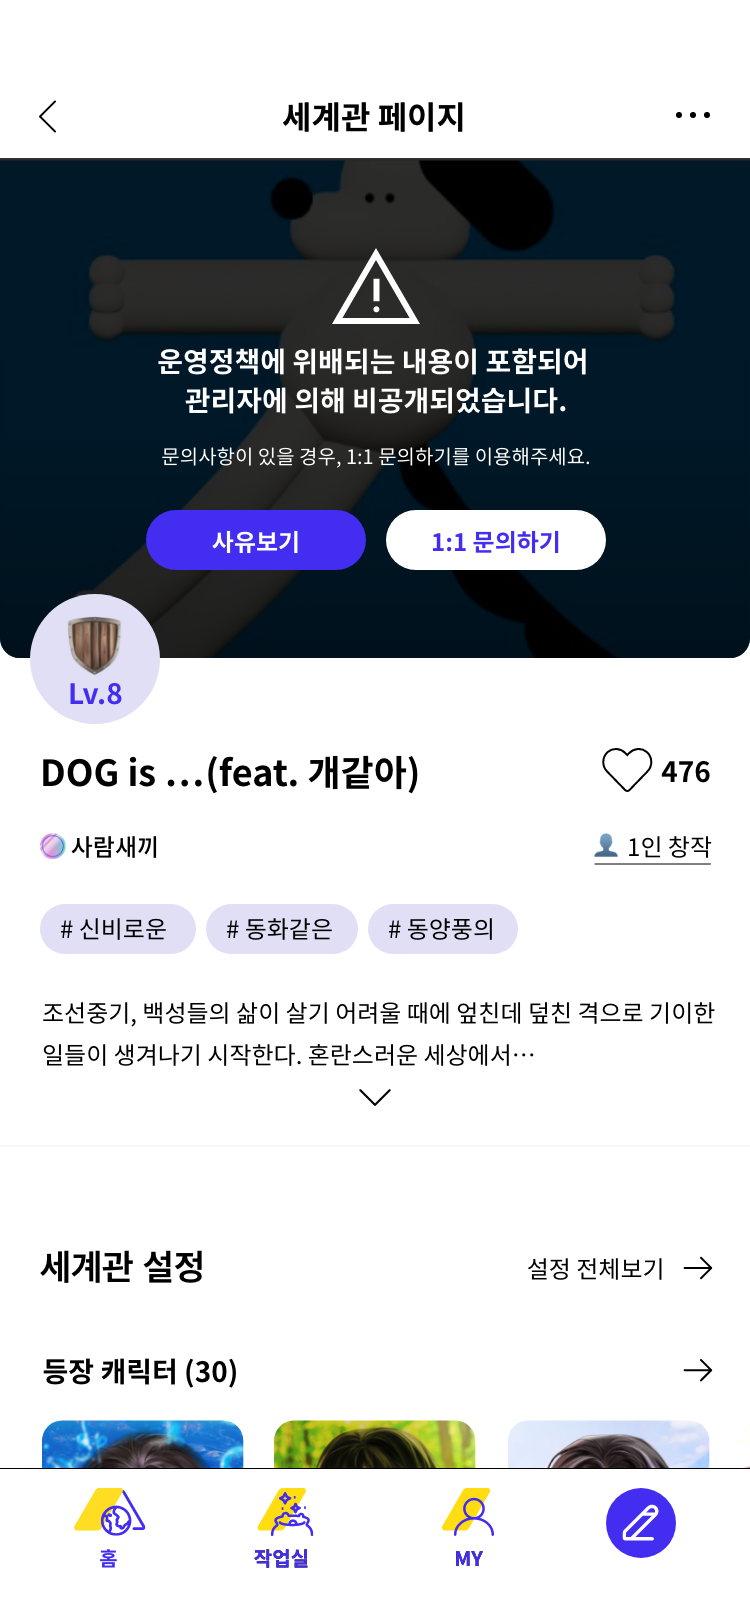 세계관 페이지
운영정책에 위배되는 내용이 포함되어
관리자에 의해 비공개되었습니다.
문의사항이 있을 경우, 1:1 문의하기를 이용해주세요.
사유보기 1:1 문의하기
Lv.8
DOG is …(feat. 개같아) 476
사람새끼 1인 창작
# 신비로운 # 동화같은 # 동양풍의
조선중기, 백성들의 삶이 살기 어려울 때에 엎친데 덮친 격으로 기이한
일들이 생겨나기 시작한다. 혼란스러운 세상에서…
세계관 설정 설정 전체보기
등장 캐릭터 (30)
홈 작업실 MY